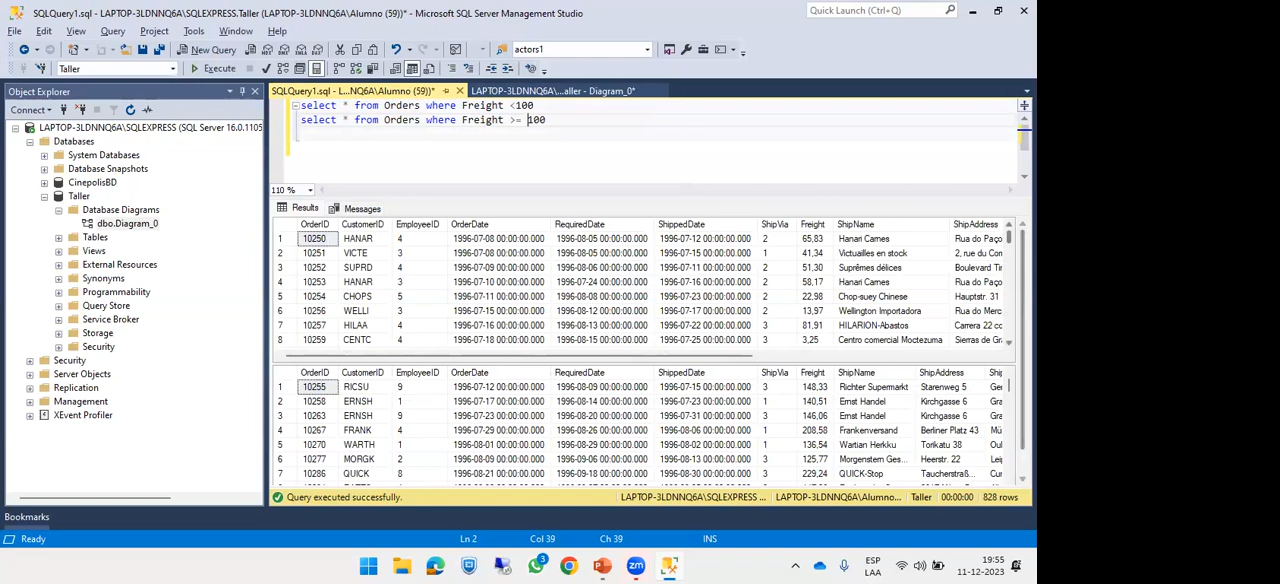 SQLQuery1.sql - LAPTOP-3LDNNQ6A\SQLEXPRESS.Taller (LAPTOP-3LDNNQ6A\Alumno (59))* - Microsoft SQL Server Management Studio
Quick Launch (Ctrl+Q)
File Edit View Query Project Tools Window Help
New Query actors1
Taller Execute
Object Explorer
SQLQuery1.sql - L...NQ6A\Alumno (59))* LAPTOP-3LDNNQ6A\...aller - Diagram_0*
Connect
LAPTOP-3LDNNQ6A\SQLEXPRESS (SQL Server 16.0.1105
Databases
System Databases
Database Snapshots
CinepolisBD
Taller
Database Diagrams
dbo.Diagram_0
Tables
Views
External Resources
Synonyms
Programmability
Query Store
Service Broker
Storage
Security
Security
Server Objects
Replication
Management
XEvent Profiler
select * from Orders where Freight <100
select * from Orders where Freight >= 100
110 %
Results Messages
OrderID CustomerID EmployeeID OrderDate RequiredDate ShippedDate ShipVia Freight ShipName ShipAddress
1 10250 HANAR 4 1996-07-08 00:00:00.000 1996-08-05 00:00:00.000 1996-07-12 00:00:00.000 2 65,83 Hanari Carnes Rua do Paço
2 10251 VICTE 3 1996-07-08 00:00:00.000 1996-08-05 00:00:00.000 1996-07-15 00:00:00.000 1 41,34 Victuailles en stock 2, rue du Com
3 10252 SUPRD 4 1996-07-09 00:00:00.000 1996-08-06 00:00:00.000 1996-07-11 00:00:00.000 2 51,30 Suprêmes délices Boulevard Tir
4 10253 HANAR 3 1996-07-10 00:00:00.000 1996-07-24 00:00:00.000 1996-07-16 00:00:00.000 2 58,17 Hanari Carnes Rua do Paço
5 10254 CHOPS 5 1996-07-11 00:00:00.000 1996-08-08 00:00:00.000 1996-07-23 00:00:00.000 2 22,98 Chop-suey Chinese Hauptstr. 31
6 10256 WELLI 3 1996-07-15 00:00:00.000 1996-08-12 00:00:00.000 1996-07-17 00:00:00.000 2 13,97 Wellington Importadora Rua do Merc
7 10257 HILAA 4 1996-07-16 00:00:00.000 1996-08-13 00:00:00.000 1996-07-22 00:00:00.000 3 81,91 HILARION-Abastos Carrera 22 co
8 10259 CENTC 4 1996-07-18 00:00:00.000 1996-08-15 00:00:00.000 1996-07-25 00:00:00.000 3 3,25 Centro comercial Moctezuma Sierras de G
OrderID CustomerID EmployeeID OrderDate RequiredDate ShippedDate ShipVia Freight ShipName ShipAddress
1 10255 RICSU 9 1996-07-12 00:00:00.000 1996-08-09 00:00:00.000 1996-07-15 00:00:00.000 3 148,33 Richter Supermarkt Starenweg 5
2 10258 ERNSH 1 1996-07-17 00:00:00.000 1996-08-14 00:00:00.000 1996-07-23 00:00:00.000 1 140,51 Ernst Handel Kirchgasse 6
3 10263 ERNSH 9 1996-07-23 00:00:00.000 1996-08-20 00:00:00.000 1996-07-31 00:00:00.000 3 146,06 Ernst Handel Kirchgasse 6
4 10267 FRANK 4 1996-07-29 00:00:00.000 1996-08-26 00:00:00.000 1996-08-06 00:00:00.000 1 208,58 Frankenversand Berliner Platz 43
5 10270 WARTH 1 1996-08-01 00:00:00.000 1996-08-29 00:00:00.000 1996-08-02 00:00:00.000 1 136,54 Wartian Herkku Torikatu 38
6 10277 MORGK 2 1996-08-09 00:00:00.000 1996-09-06 00:00:00.000 1996-08-13 00:00:00.000 3 125,77 Morgenstern Ges... Heerstr. 22
7 10286 QUICK 8 1996-08-21 00:00:00.000 1996-09-18 00:00:00.000 1996-08-30 00:00:00.000 3 229,24 QUICK-Stop Taucherstraß...
Query executed successfully. LAPTOP-3LDNNQ6A\SQLEXPRESS ... LAPTOP-3LDNNQ6A\Alumno... Taller 00:00:00 828 rows
Bookmarks
Ready Ln 2 Col 39 Ch 39 INS
3
ESP
LAA
19:55
11-12-2023